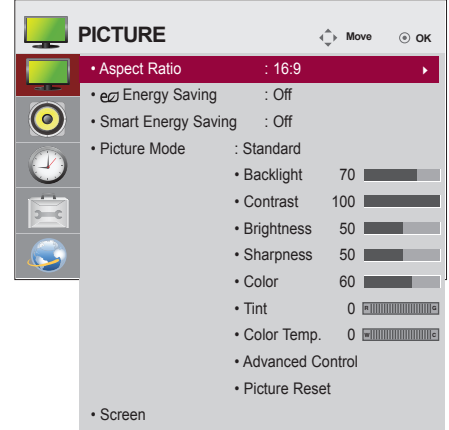 PICTURE Move OK
• Aspect Ratio : 16:9
• eco Energy Saving : Off
• Smart Energy Saving : Off
• Picture Mode : Standard
• Backlight 70
• Contrast 100
• Brightness 50
• Sharpness 50
• Color 60
• Tint 0 R G
• Color Temp. 0 W C
• Advanced Control
• Picture Reset
• Screen